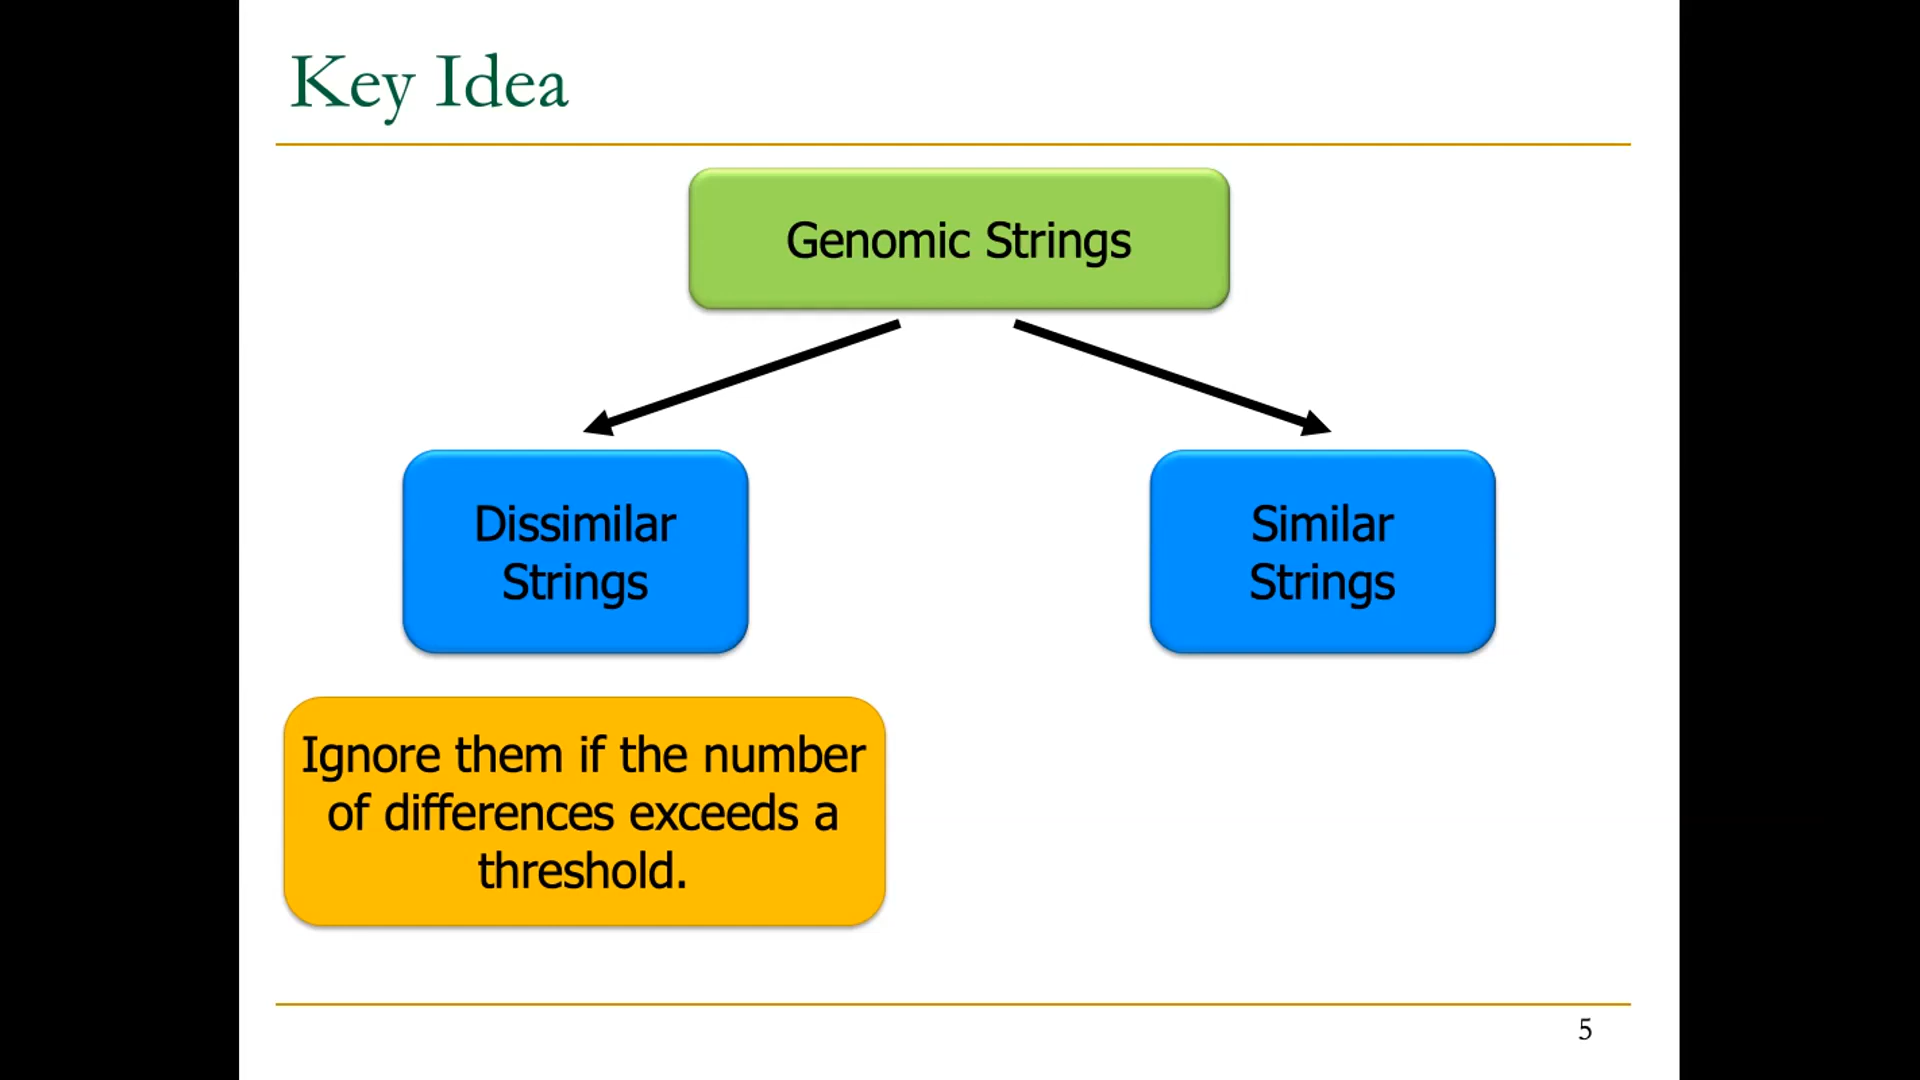 Key Idea
Genomic Strings
Dissimilar
Strings
Similar
Strings
Ignore them if the number
of differences exceeds a
threshold.
5